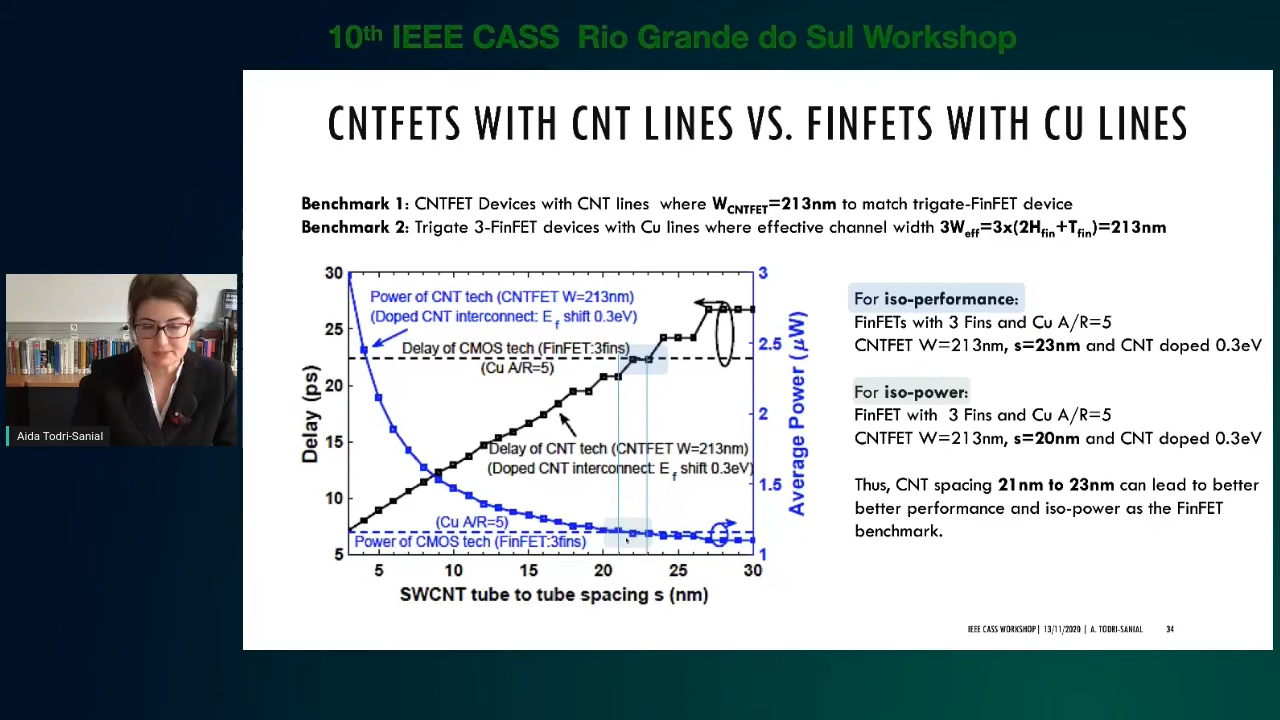 10th IEEE CASS Rio Grande do Sul Workshop
CNTFETS WITH CNT LINES VS. FINFETS WITH CU LINES
Benchmark 1: CNTFET Devices with CNT lines where WCNTFET=213nm to match trigate-FinFET device
Benchmark 2: Trigate 3-FinFET devices with Cu lines where effective channel width 3Weff=3x(2Hfin+Tfin)=213nm
Aida Todri-Sanial
30
25
20
15
10
5
Delay (ps)
Power of CNT tech (CNTFET W=213nm)
(Doped CNT interconnect: Ef shift 0.3eV)
Delay of CMOS tech (FinFET:3fins)
(Cu A/R=5)
Delay of CNT tech (CNTFET W=213nm)
(Doped CNT interconnect: Ef shift 0.3eV)
(Cu A/R=5)
Power of CMOS tech (FinFET:3fins)
3
2.5
2
1.5
1
Average Power (μW)
5 10 15 20 25 30
SWCNT tube to tube spacing s (nm)
For iso-performance:
FinFETs with 3 Fins and Cu A/R=5
CNTFET W=213nm, s=23nm and CNT doped 0.3eV
For iso-power:
FinFET with 3 Fins and Cu A/R=5
CNTFET W=213nm, s=20nm and CNT doped 0.3eV
Thus, CNT spacing 21nm to 23nm can lead to better
better performance and iso-power as the FinFET
benchmark.
IEEE CASS WORKSHOP| 13/11/2020 | A. TODRI-SANIAL 34